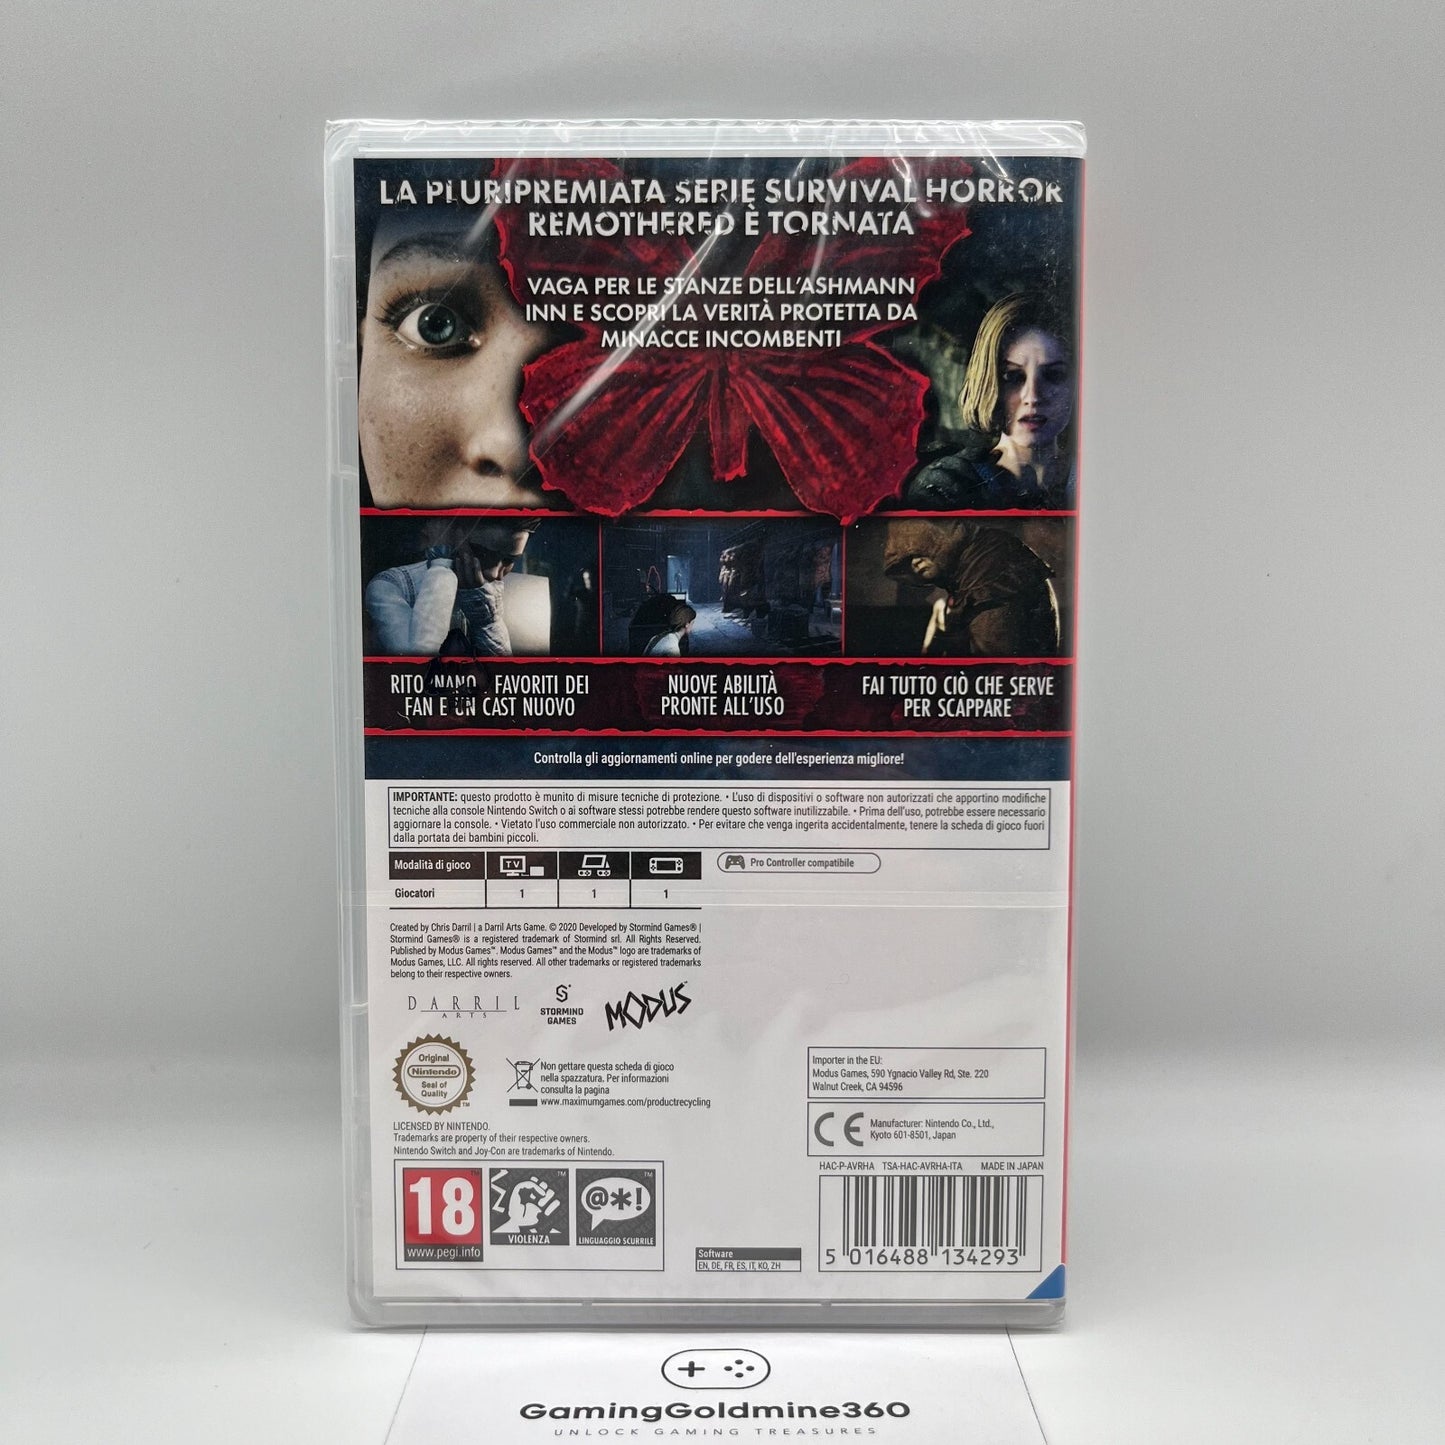 LA PLURIPREMIATA SERIE SURVIVAL HORROR
REMOTHERED È TORNATA
VAGA PER LE STANZE DELL'ASHMANN
INN E SCOPRI LA VERITÀ PROTETTA DA
MINACCE INCOMBENTI
FAVORITI DEI
FAN E UN CAST NUOVO
NUOVE ABILITÀ
PRONTE ALL'USO
FAI TUTTO CIÒ CHE SERVE
PER SCAPPARE
Controlla gli aggiornamenti online per godere dell'esperienza migliore!
IMPORTANTE: questo prodotto è munito di misure tecniche di protezione. • L'uso di dispositivi o software non autorizzati che apportino modifiche
tecniche alla console Nintendo Switch o ai software stessi potrebbe rendere questo software inutilizzabile. • Prima dell'uso, potrebbe essere necessario
aggiornare la console. • Vietato l'uso commerciale non autorizzato. • Per evitare che venga ingerita accidentalmente, tenere la scheda di gioco fuori
dalla portata dei bambini piccoli.
Modalità di gioco TV
Pro Controller compatibile
Giocatori 1 1 1
Created by Chris Darril | a Darril Arts Game. © 2020 Developed by Stormind Games® |
Stormind Games® is a registered trademark of Stormind srl. All Rights Reserved.
Published by Modus Games™. Modus Games™ and the Modus™ logo are trademarks of
Modus Games, LLC. All rights reserved. All other trademarks or registered trademarks
belong to their respective owners.
DARRIL
ARTS
STORMIND
GAMES
MODUS™
Original
Nintendo
Seal of
Quality
TM
Non gettare questa scheda di gioco
nella spazzatura. Per informazioni
consulta la pagina
www.maximumgames.com/productrecycling
Importer in the EU:
Modus Games, 590 Ygnacio Valley Rd, Ste. 220
Walnut Creek, CA 94596
CE
Manufacturer: Nintendo Co., Ltd.,
Kyoto 601-8501, Japan
LICENSED BY NINTENDO.
Trademarks are property of their respective owners.
Nintendo Switch and Joy-Con are trademarks of Nintendo.
HAC-P-AVRHA TSA-HAC-AVRHA-ITA MADE IN JAPAN
18
www.pegi.info
VIOLENZA
@*!
LINGUAGGIO SCURRILE
Software
EN, DE, FR, ES, IT, KO, ZH
5 016488 134293
GamingGoldmine360
UNLOCK GAMING TREASURES